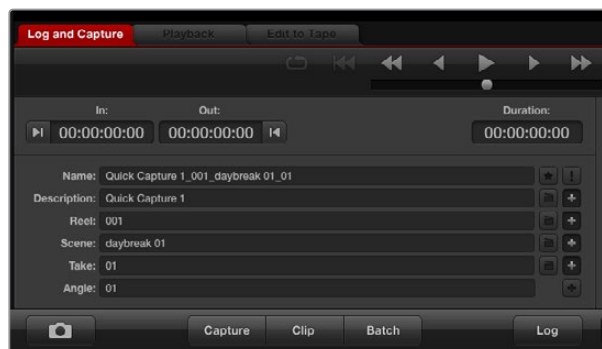 Log and Capture Playback Edit to Tape
In: Out: Duration:
00:00:00:00 00:00:00:00 00:00:00:00
Name: Quick Capture 1_001_daybreak 01_01
Description: Quick Capture 1
Reel: 001
Scene: daybreak 01
Take: 01
Angle: 01
Capture Clip Batch Log